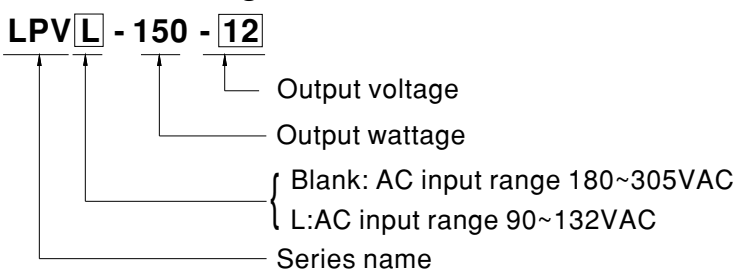 LPVL - 150 - 12
Output voltage
Output wattage
Blank: AC input range 180~305VAC
L:AC input range 90~132VAC
Series name